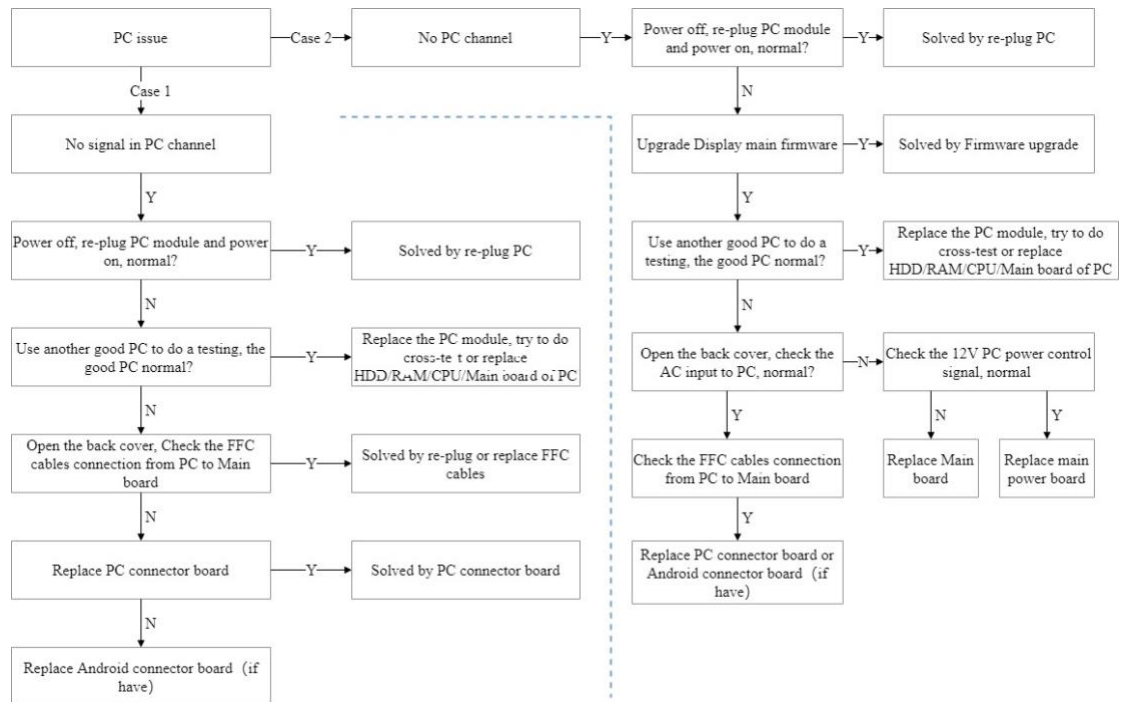 PC issue
Case 2
No PC channel
Y
Power off, re-plug PC module
and power on, normal?
Y
Solved by re-plug PC
Case 1
N
No signal in PC channel
Upgrade Display main firmware
Y
Solved by Firmware upgrade
Y
Y
Power off, re-plug PC module and power
on, normal?
Y
Solved by re-plug PC
Use another good PC to do a
testing, the good PC normal?
Y
Replace the PC module, try to do
cross-test or replace
HDD/RAM/CPU/Main board of PC
N
N
Use another good PC to do a testing, the
good PC normal?
Y
Replace the PC module, try to do
cross-te t or replace
HDD/RAM/CPU/Main board of PC
Open the back cover, check the
AC input to PC, normal?
N
Check the 12V PC power control
signal, normal
N
Y
N
Y
Open the back cover, Check the FFC
cables connection from PC to Main
board
Y
Solved by re-plug or replace FFC
cables
Check the FFC cables connection
from PC to Main board
Replace Main
board
Replace main
power board
N
Y
Replace PC connector board
Y
Solved by PC connector board
Replace PC connector board or
Android connector board (if
have)
N
Replace Android connector board (if
have)